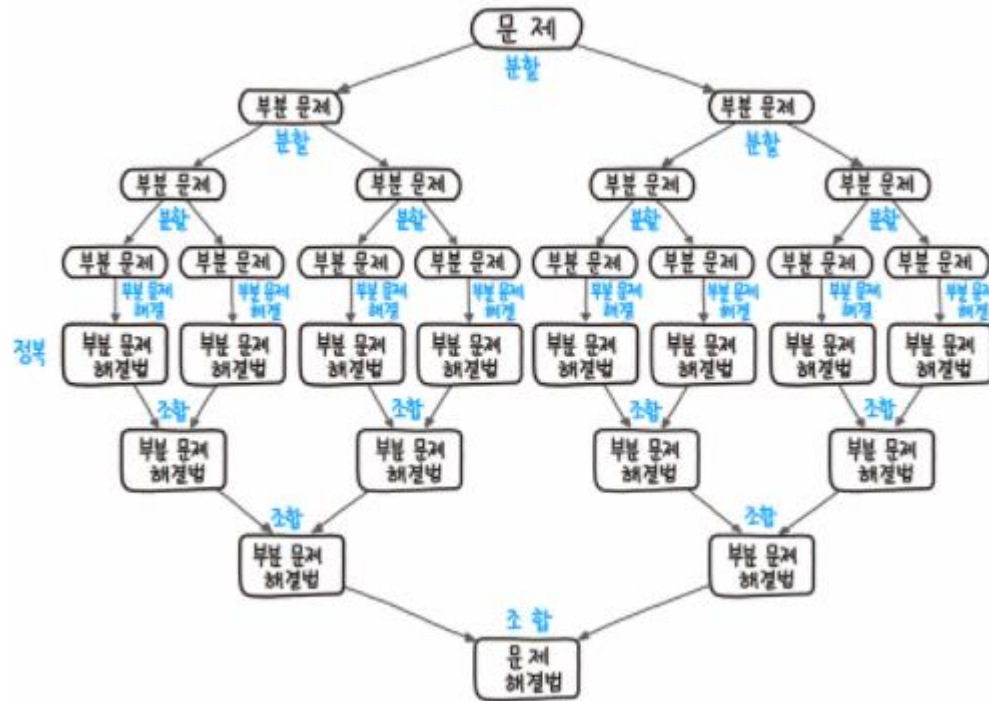 문 제
분할
부분 문제 부분 문제
분할 분할
부분 문제 부분 문제 부분 문제 부분 문제
분할 분할 분할 분할
부분 문제 부분 문제 부분 문제 부분 문제 부분 문제 부분 문제 부분 문제 부분 문제
부분 문제 부분 문제 부분 문제 부분 문제 부분 문제 부분 문제 부분 문제 부분 문제
해결 해결 해결 해결 해결 해결 해결 해결
정복
부분 문제 부분 문제 부분 문제 부분 문제 부분 문제 부분 문제 부분 문제 부분 문제
해결법 해결법 해결법 해결법 해결법 해결법 해결법 해결법
조합 조합 조합 조합
부분 문제 부분 문제 부분 문제 부분 문제
해결법 해결법 해결법 해결법
조합 조합
부분 문제 부분 문제
해결법 해결법
조 합
문 제
해결법